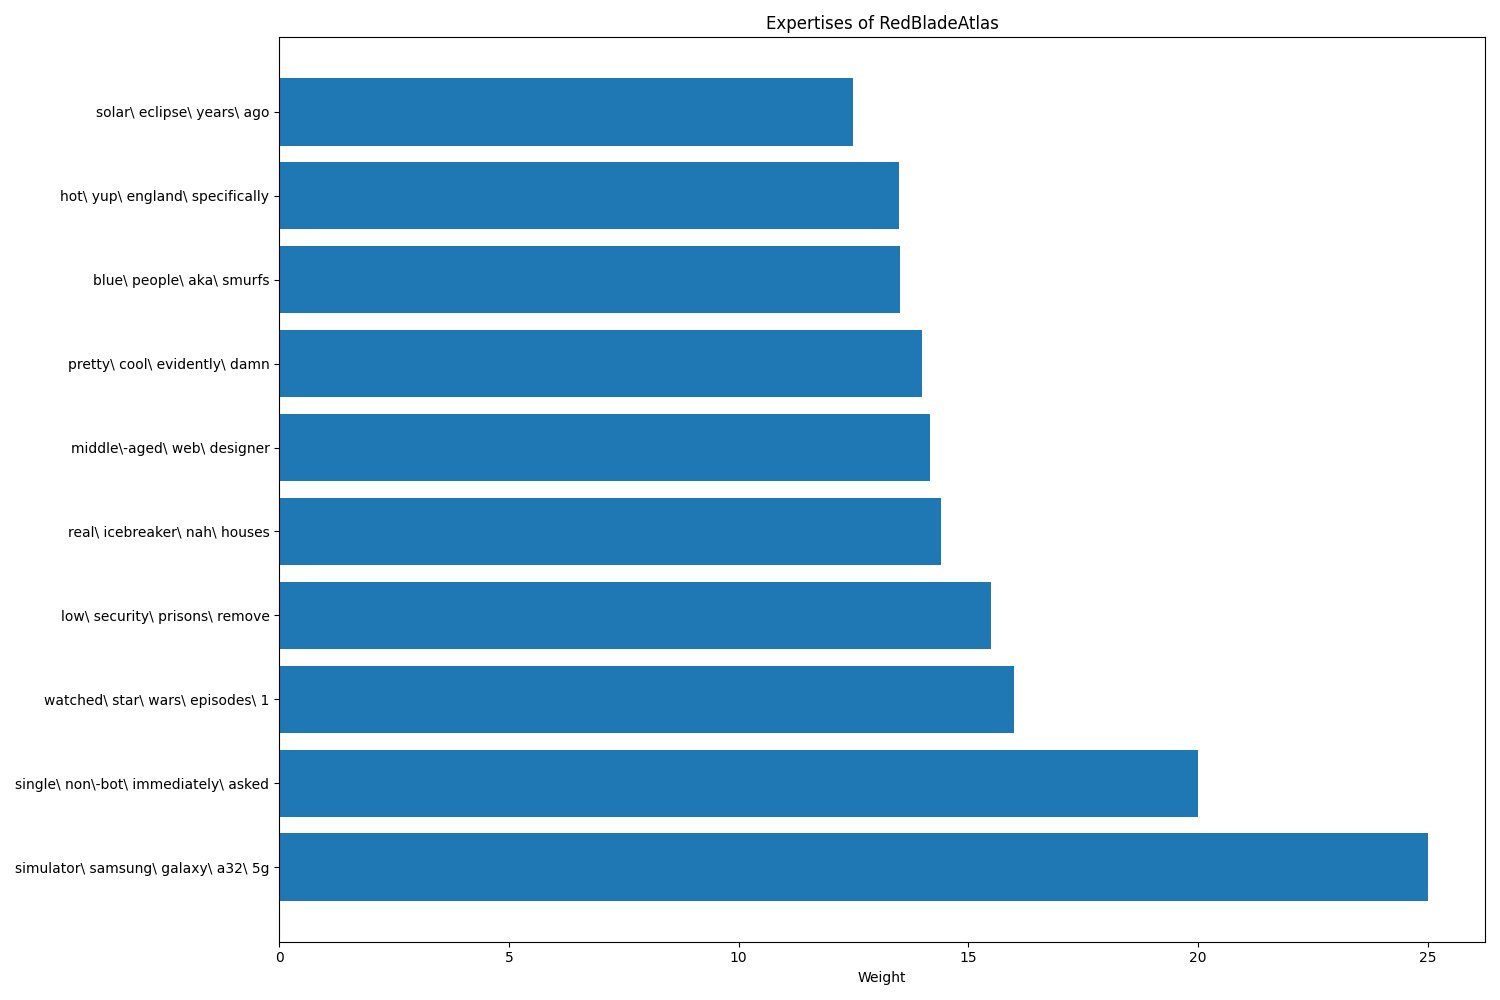 Expertises of RedBladeAtlas
solar\ eclipse\ years\ ago
hot\ yup\ england\ specifically
blue\ people\ aka\ smurfs
pretty\ cool\ evidently\ damn
middle\-aged\ web\ designer
real\ icebreaker\ nah\ houses
low\ security\ prisons\ remove
watched\ star\ wars\ episodes\ 1
single\ non\-bot\ immediately\ asked
simulator\ samsung\ galaxy\ a32\ 5g
0 5 10 15 20 25
Weight